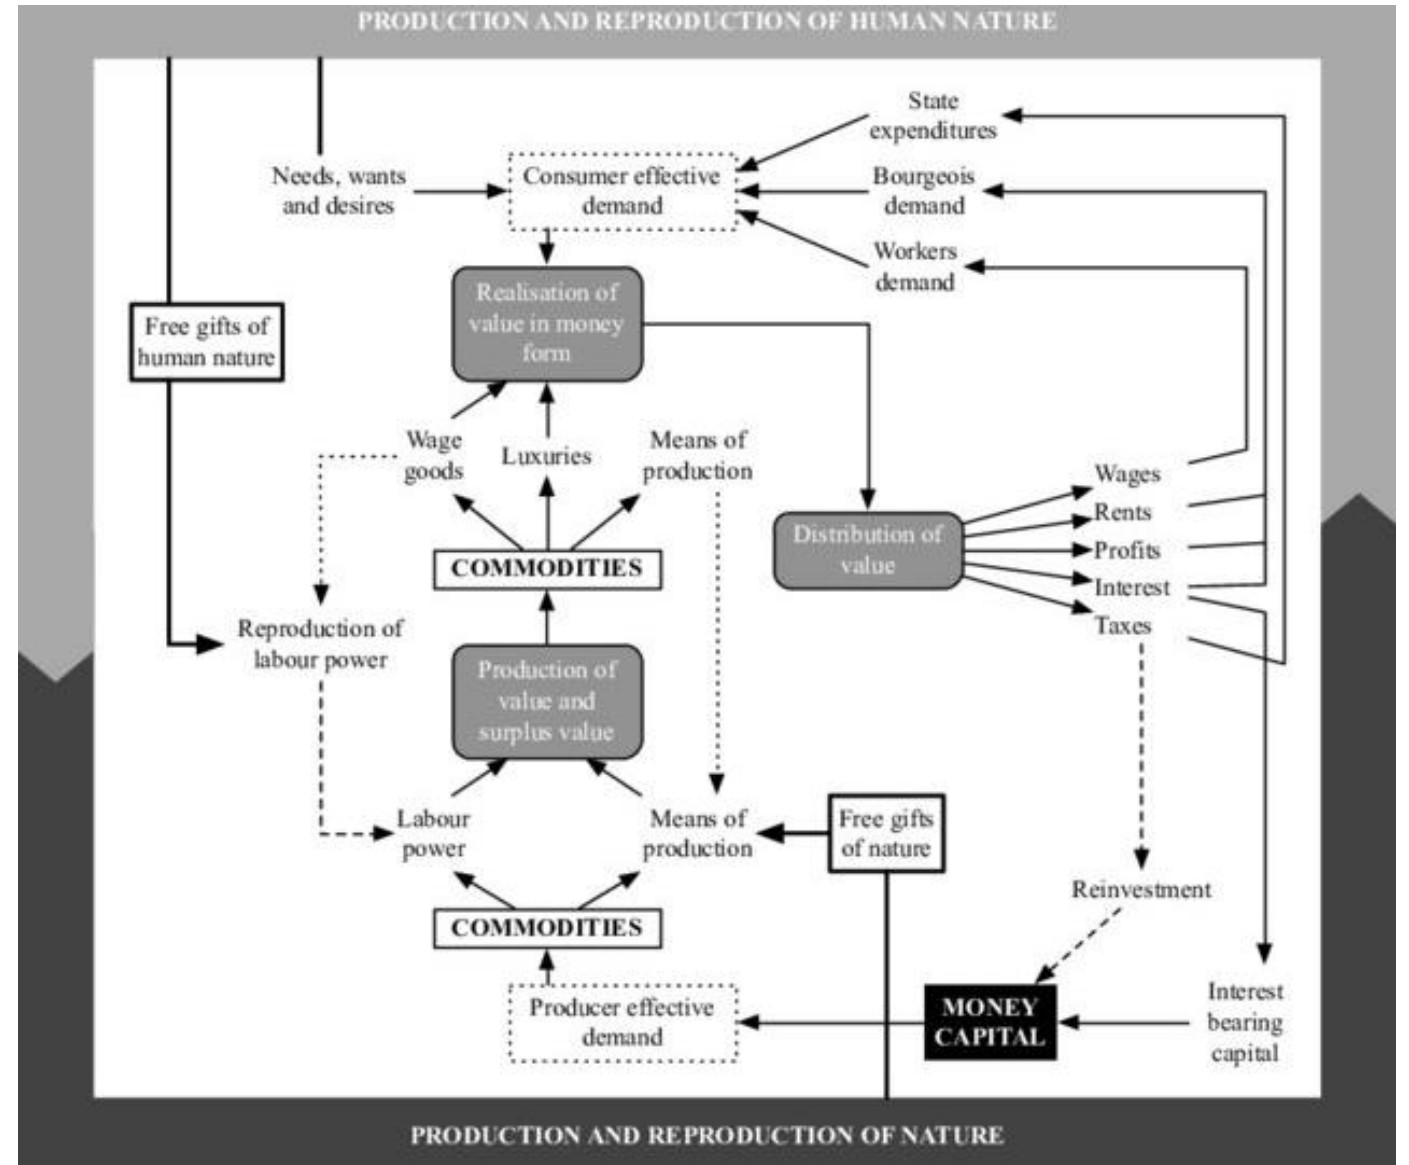 PRODUCTION AND REPRODUCTION OF HUMAN NATURE
State
expenditures
Needs, wants
and desires
Consumer effective
demand
Bourgeois
demand
Workers
demand
Realisation of
value in money
form
Free gifts of
human nature
Wage
goods
Luxuries
Means of
production
Wages
Rents
Profits
Interest
Taxes
Distribution of
value
COMMODITIES
Reproduction of
labour power
Production of
value and
surplus value
Labour
power
Means of
production
Free gifts
of nature
Reinvestment
COMMODITIES
Producer effective
demand
MONEY
CAPITAL
Interest
bearing
capital
PRODUCTION AND REPRODUCTION OF NATURE